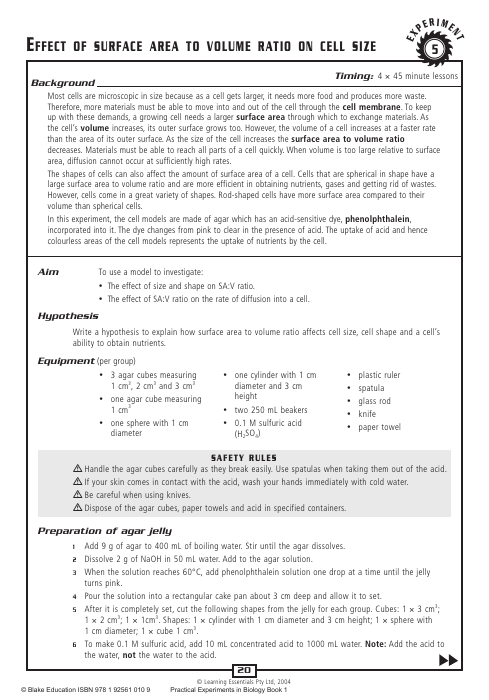 EXPERIMENT
5
EFFECT OF SURFACE AREA TO VOLUME RATIO ON CELL SIZE
Timing: 4 × 45 minute lessons
Background
Most cells are microscopic in size because as a cell gets larger, it needs more food and produces more waste.
Therefore, more materials must be able to move into and out of the cell through the cell membrane. To keep
up with these demands, a growing cell needs a larger surface area through which to exchange materials. As
the cell's volume increases, its outer surface grows too. However, the volume of a cell increases at a faster rate
than the area of its outer surface. As the size of the cell increases the surface area to volume ratio
decreases. Materials must be able to reach all parts of a cell quickly. When volume is too large relative to surface
area, diffusion cannot occur at sufficiently high rates.
The shapes of cells can also affect the amount of surface area of a cell. Cells that are spherical in shape have a
large surface area to volume ratio and are more efficient in obtaining nutrients, gases and getting rid of wastes.
However, cells come in a great variety of shapes. Rod-shaped cells have more surface area compared to their
volume than spherical cells.
In this experiment, the cell models are made of agar which has an acid-sensitive dye, phenolphthalein,
incorporated into it. The dye changes from pink to clear in the presence of acid. The uptake of acid and hence
colourless areas of the cell models represents the uptake of nutrients by the cell.
Aim
To use a model to investigate:
• The effect of size and shape on SA:V ratio.
• The effect of SA:V ratio on the rate of diffusion into a cell.
Hypothesis
Write a hypothesis to explain how surface area to volume ratio affects cell size, cell shape and a cell's
ability to obtain nutrients.
Equipment (per group)
• 3 agar cubes measuring
1 cm³, 2 cm³ and 3 cm³
• one agar cube measuring
1 cm³
• one sphere with 1 cm
diameter
• one cylinder with 1 cm
diameter and 3 cm
height
• two 250 mL beakers
• 0.1 M sulfuric acid
(H₂SO₄)
• plastic ruler
• spatula
• glass rod
• knife
• paper towel
SAFETY RULES
Handle the agar cubes carefully as they break easily. Use spatulas when taking them out of the acid.
If your skin comes in contact with the acid, wash your hands immediately with cold water.
Be careful when using knives.
Dispose of the agar cubes, paper towels and acid in specified containers.
Preparation of agar jelly
1 Add 9 g of agar to 400 mL of boiling water. Stir until the agar dissolves.
2 Dissolve 2 g of NaOH in 50 mL water. Add to the agar solution.
3 When the solution reaches 60°C, add phenolphthalein solution one drop at a time until the jelly
turns pink.
4 Pour the solution into a rectangular cake pan about 3 cm deep and allow it to set.
5 After it is completely set, cut the following shapes from the jelly for each group. Cubes: 1 × 3 cm³;
1 × 2 cm³; 1 × 1cm³. Shapes: 1 × cylinder with 1 cm diameter and 3 cm height; 1 × sphere with
1 cm diameter; 1 × cube 1 cm³.
6 To make 0.1 M sulfuric acid, add 10 mL concentrated acid to 1000 mL water. Note: Add the acid to
the water, not the water to the acid.
20
© Learning Essentials Pty Ltd, 2004
© Blake Education ISBN 978 1 92561 010 9 Practical Experiments in Biology Book 1